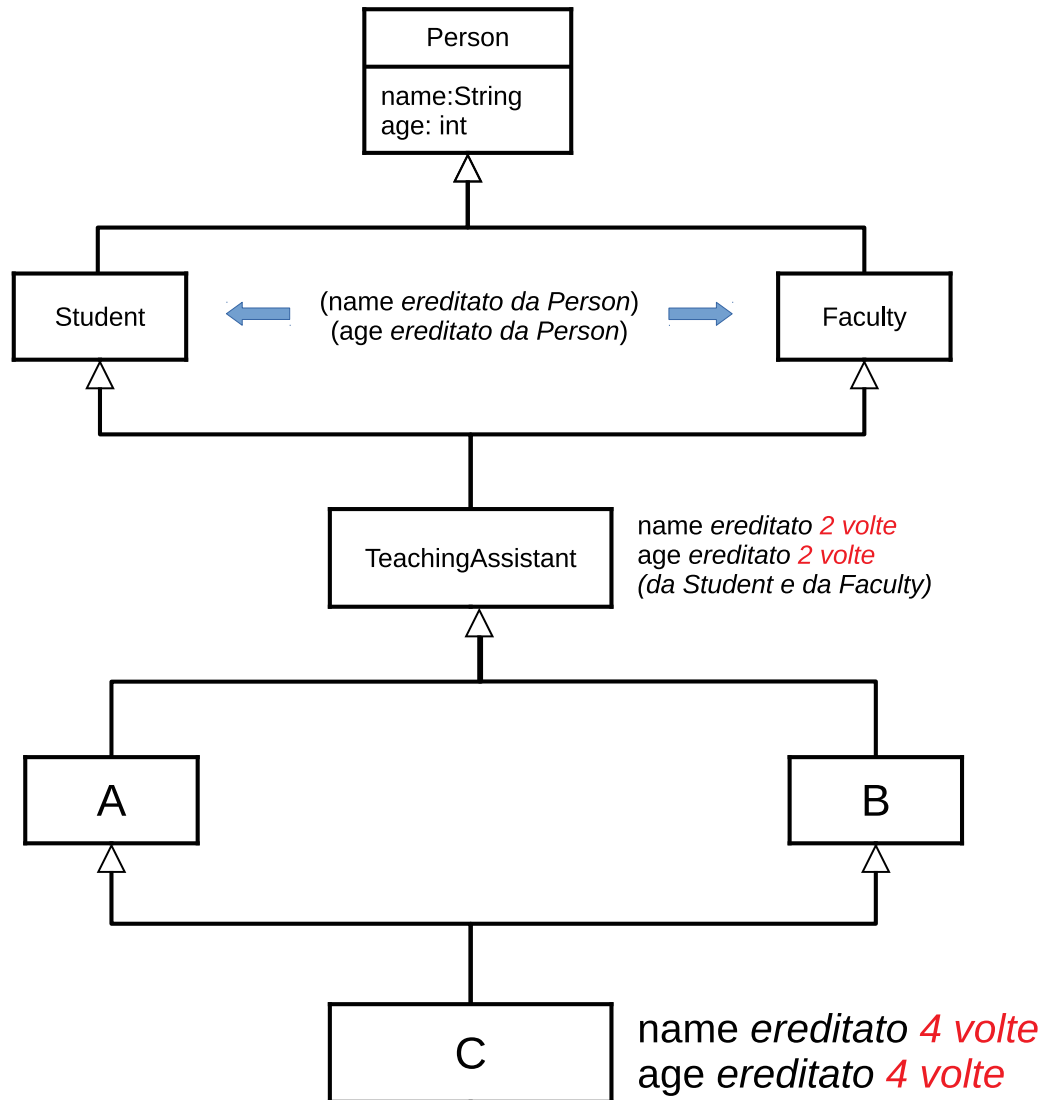 Person
name:String
age: int
Student
(name ereditato da Person)
(age ereditato da Person)
Faculty
TeachingAssistant
name ereditato 2 volte
age ereditato 2 volte
(da Student e da Faculty)
A
B
C
name ereditato 4 volte
age ereditato 4 volte